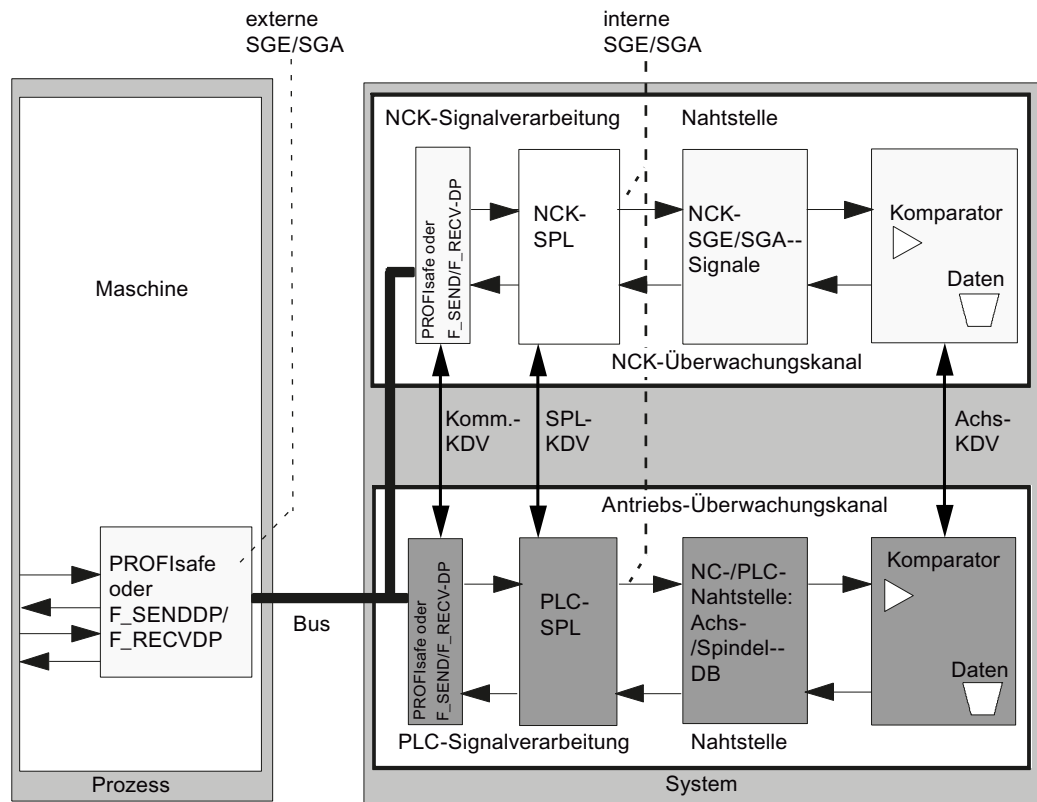 externe
SGE/SGA
interne
SGE/SGA
NCK-Signalverarbeitung
Nahtstelle
PROFIsafe oder
F_SEND/F_RECV-DP
NCK-
SPL
NCK-
SGE/SGA--
Signale
Komparator
Daten
Maschine
NCK-Überwachungskanal
Komm.-
KDV
SPL-
KDV
Achs-
KDV
Antriebs-Überwachungskanal
PROFIsafe
oder
F_SENDDP/
F_RECVDP
Bus
PROFIsafe oder
F_SEND/F_RECV-DP
PLC-
SPL
NC-/PLC-
Nahtstelle:
Achs-
/Spindel--
DB
Komparator
Daten
PLC-Signalverarbeitung
Nahtstelle
Prozess
System